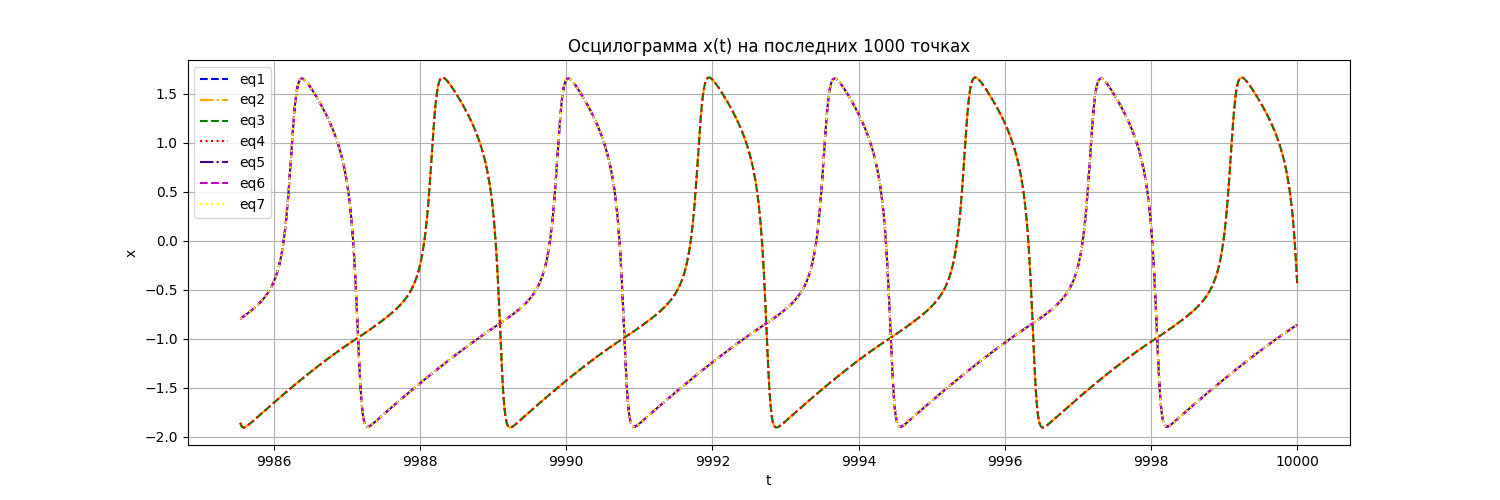 Осцилограмма x(t) на последних 1000 точках
eq1
eq2
eq3
eq4
eq5
eq6
eq7
1.5
1.0
0.5
0.0
−0.5
−1.0
−1.5
−2.0
x
9986 9988 9990 9992 9994 9996 9998 10000
t